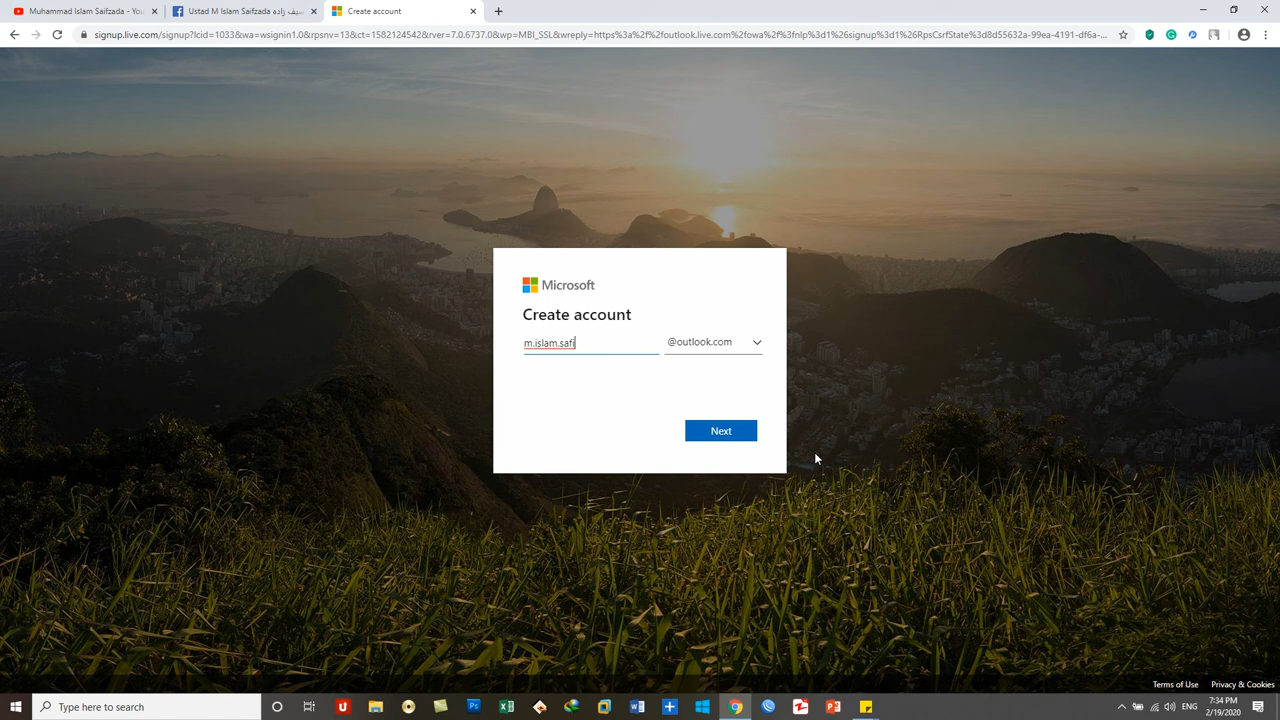 Muhammad Islam Saifzada - You
Ustad M Islam Saifzada سیف زاده
Create account
signup.live.com/signup?lcid=1033&wa=wsignin1.0&rpsnv=13&ct=1582124542&rver=7.0.6737.0&wp=MBI_SSL&wreply=https%3a%2f%2foutlook.live.com%2fowa%2f%3fnlp%3d1%26signup%3d1%26RpsCsrfState%3d8d55632a-99ea-4191-df6a-...
Microsoft
Create account
m.islam.safi
@outlook.com
Next
Terms of Use
Privacy & Cookies
Type here to search
ENG
7:34 PM
2/19/2020